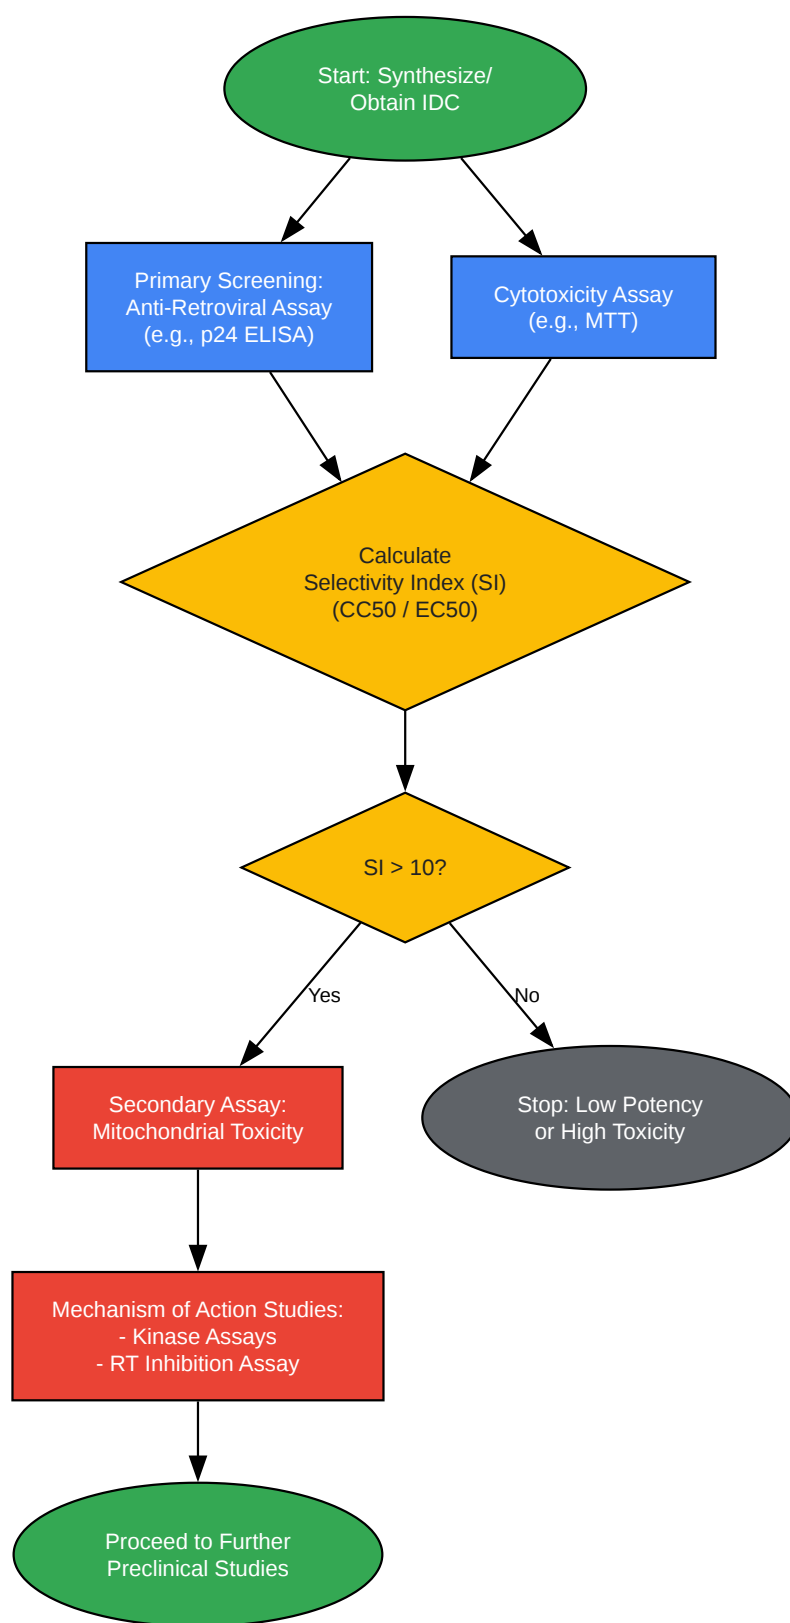 Start: Synthesize/
Obtain IDC
Primary Screening:
Anti-Retroviral Assay
(e.g., p24 ELISA)
Cytotoxicity Assay
(e.g., MTT)
Calculate
Selectivity Index (SI)
(CC50 / EC50)
SI > 10?
Yes
No
Secondary Assay:
Mitochondrial Toxicity
Stop: Low Potency
or High Toxicity
Mechanism of Action Studies:
- Kinase Assays
- RT Inhibition Assay
Proceed to Further
Preclinical Studies